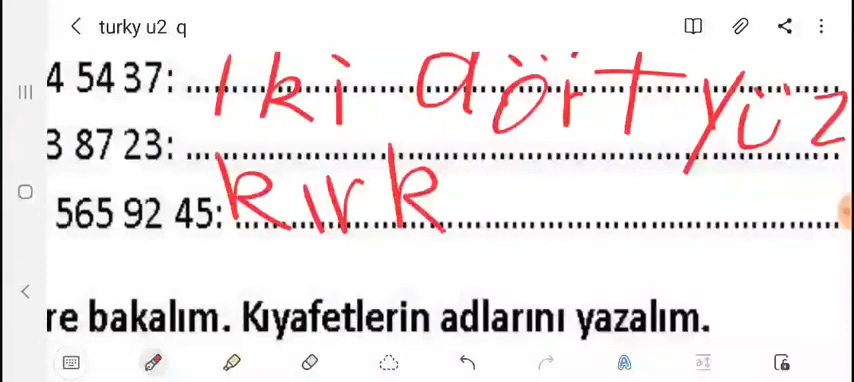 turky u2 q
4 54 37: ........................................
iki dört yüz
3 87 23: ........................................
kırk
565 92 45: ........................................
re bakalım. Kıyafetlerin adlarını yazalım.